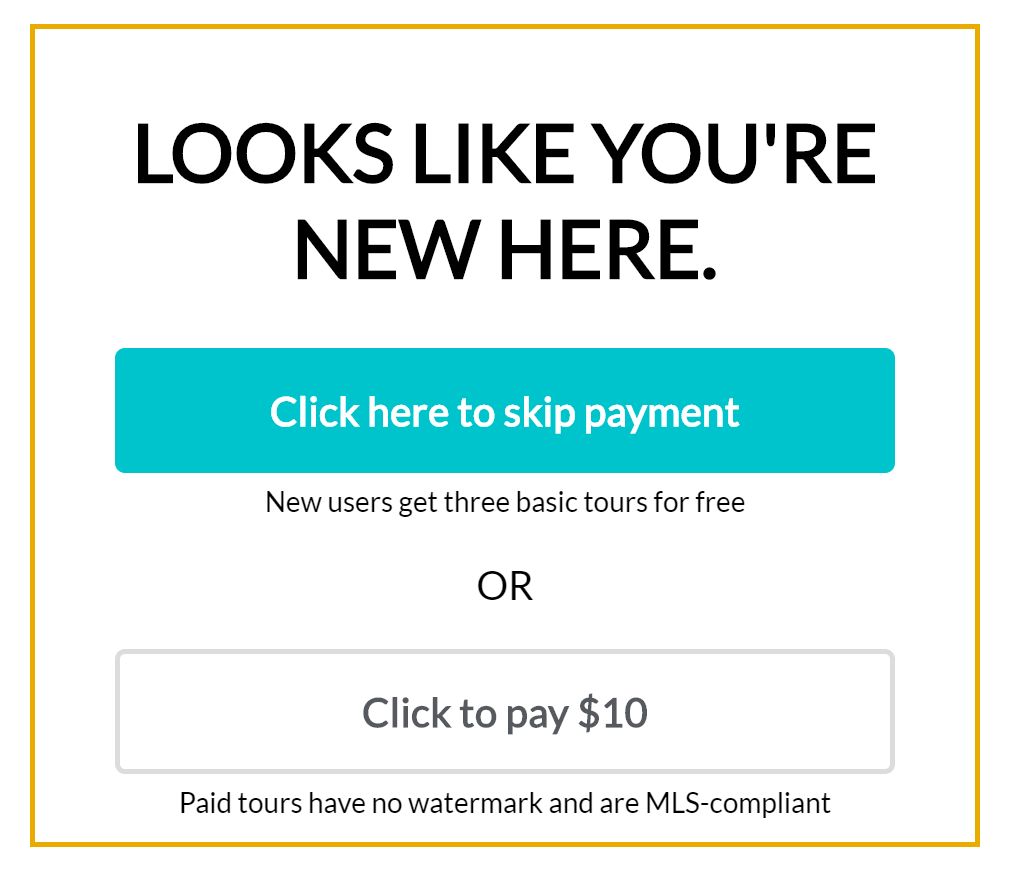 LOOKS LIKE YOU'RE
NEW HERE.
Click here to skip payment
New users get three basic tours for free
OR
Click to pay $10
Paid tours have no watermark and are MLS-compliant